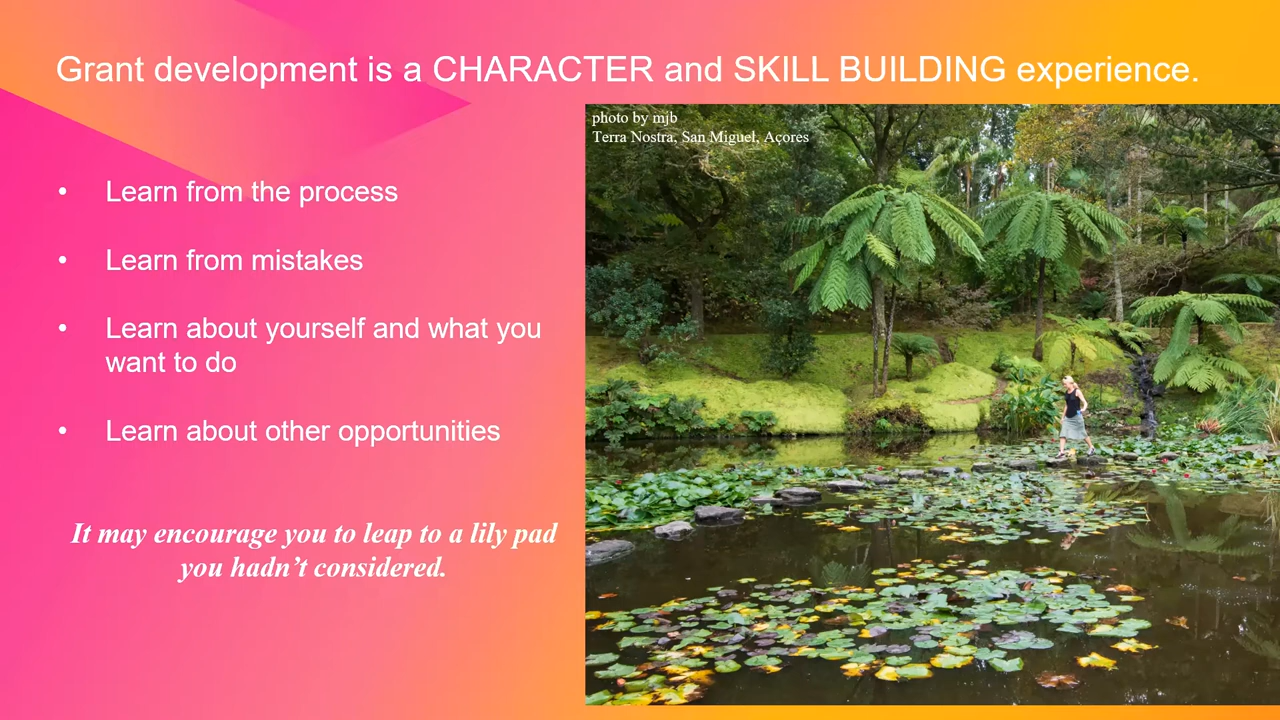 Grant development is a CHARACTER and SKILL BUILDING experience.
photo by mjb
Terra Nostra, San Miguel, Açores
• Learn from the process
• Learn from mistakes
• Learn about yourself and what you
want to do
• Learn about other opportunities
It may encourage you to leap to a lily pad
you hadn’t considered.